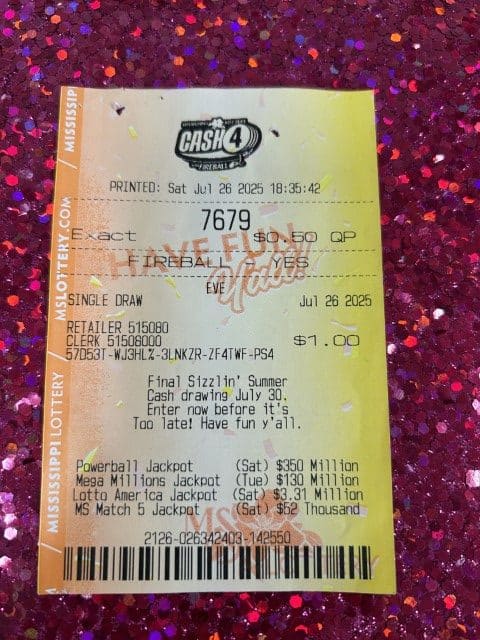 MISSISSIPPI LOTTERY / MSLOTTERY.COM / MISSISSIP
CASH 4
FIREBALL
PRINTED: Sat Jul 26 2025 18:35:42
7679
Exact $0.50 QP
HAVE FUN,
FIREBALL : YES
Y'all!
EVE
SINGLE DRAW Jul 26 2025
RETAILER 515080
CLERK 51508000 $1.00
57D53T-WJ3HL%-3LNKZR-ZF4TWF-PS4
Final Sizzlin' Summer
Cash drawing July 30.
Enter now before it's
Too late! Have fun y'all.
Powerball Jackpot (Sat) $350 Million
Mega Millions Jackpot (Tue) $130 Million
Lotto America Jackpot (Sat) $3.31 Million
MS Match 5 Jackpot (Sat) $52 Thousand
MS
2126-026342403-142550